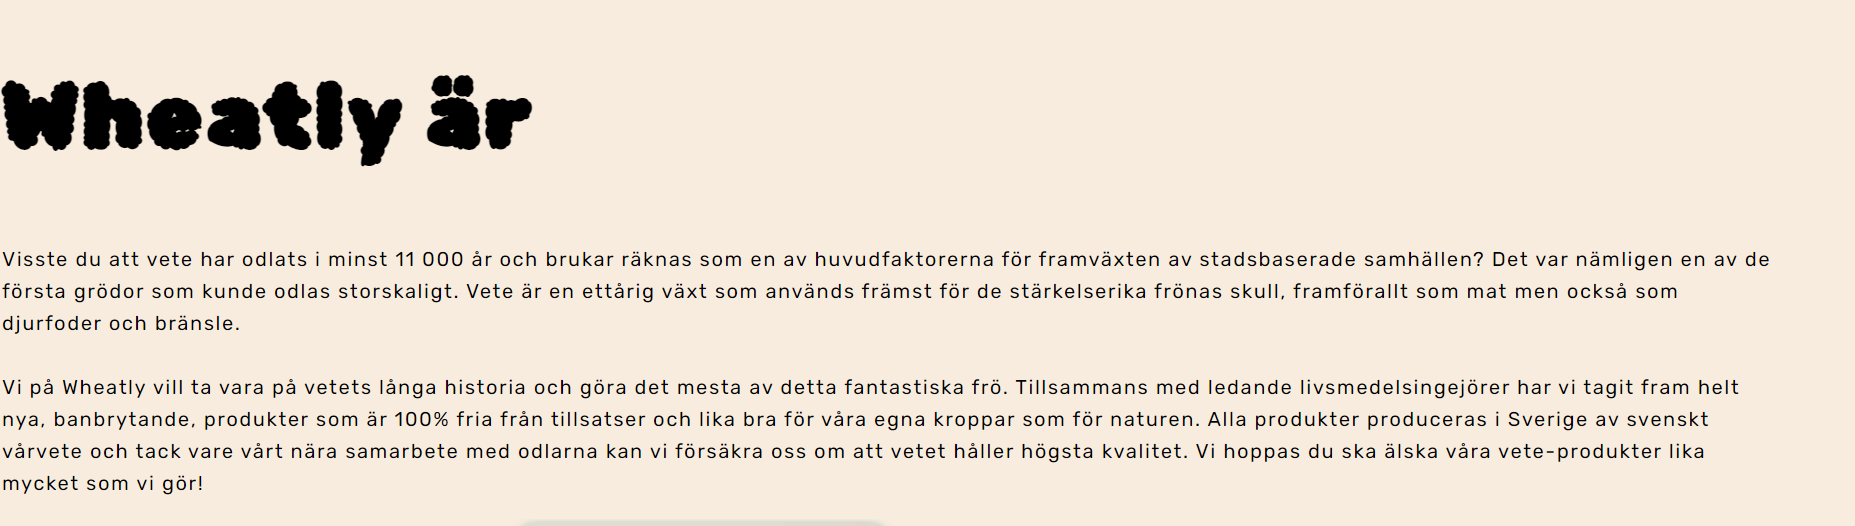 Wheatly är
Visste du att vete har odlats i minst 11 000 år och brukar räknas som en av huvudfaktorerna för framväxten av stadsbaserade samhällen? Det var nämligen en av de
första grödor som kunde odlas storskaligt. Vete är en ettårig växt som används främst för de stärkelserika frönas skull, framförallt som mat men också som
djurfoder och bränsle.
Vi på Wheatly vill ta vara på vetets långa historia och göra det mesta av detta fantastiska frö. Tillsammans med ledande livsmedelsingejörer har vi tagit fram helt
nya, banbrytande, produkter som är 100% fria från tillsatser och lika bra för våra egna kroppar som för naturen. Alla produkter produceras i Sverige av svenskt
vårvete och tack vare vårt nära samarbete med odlarna kan vi försäkra oss om att vetet håller högsta kvalitet. Vi hoppas du ska älska våra vete-produkter lika
mycket som vi gör!